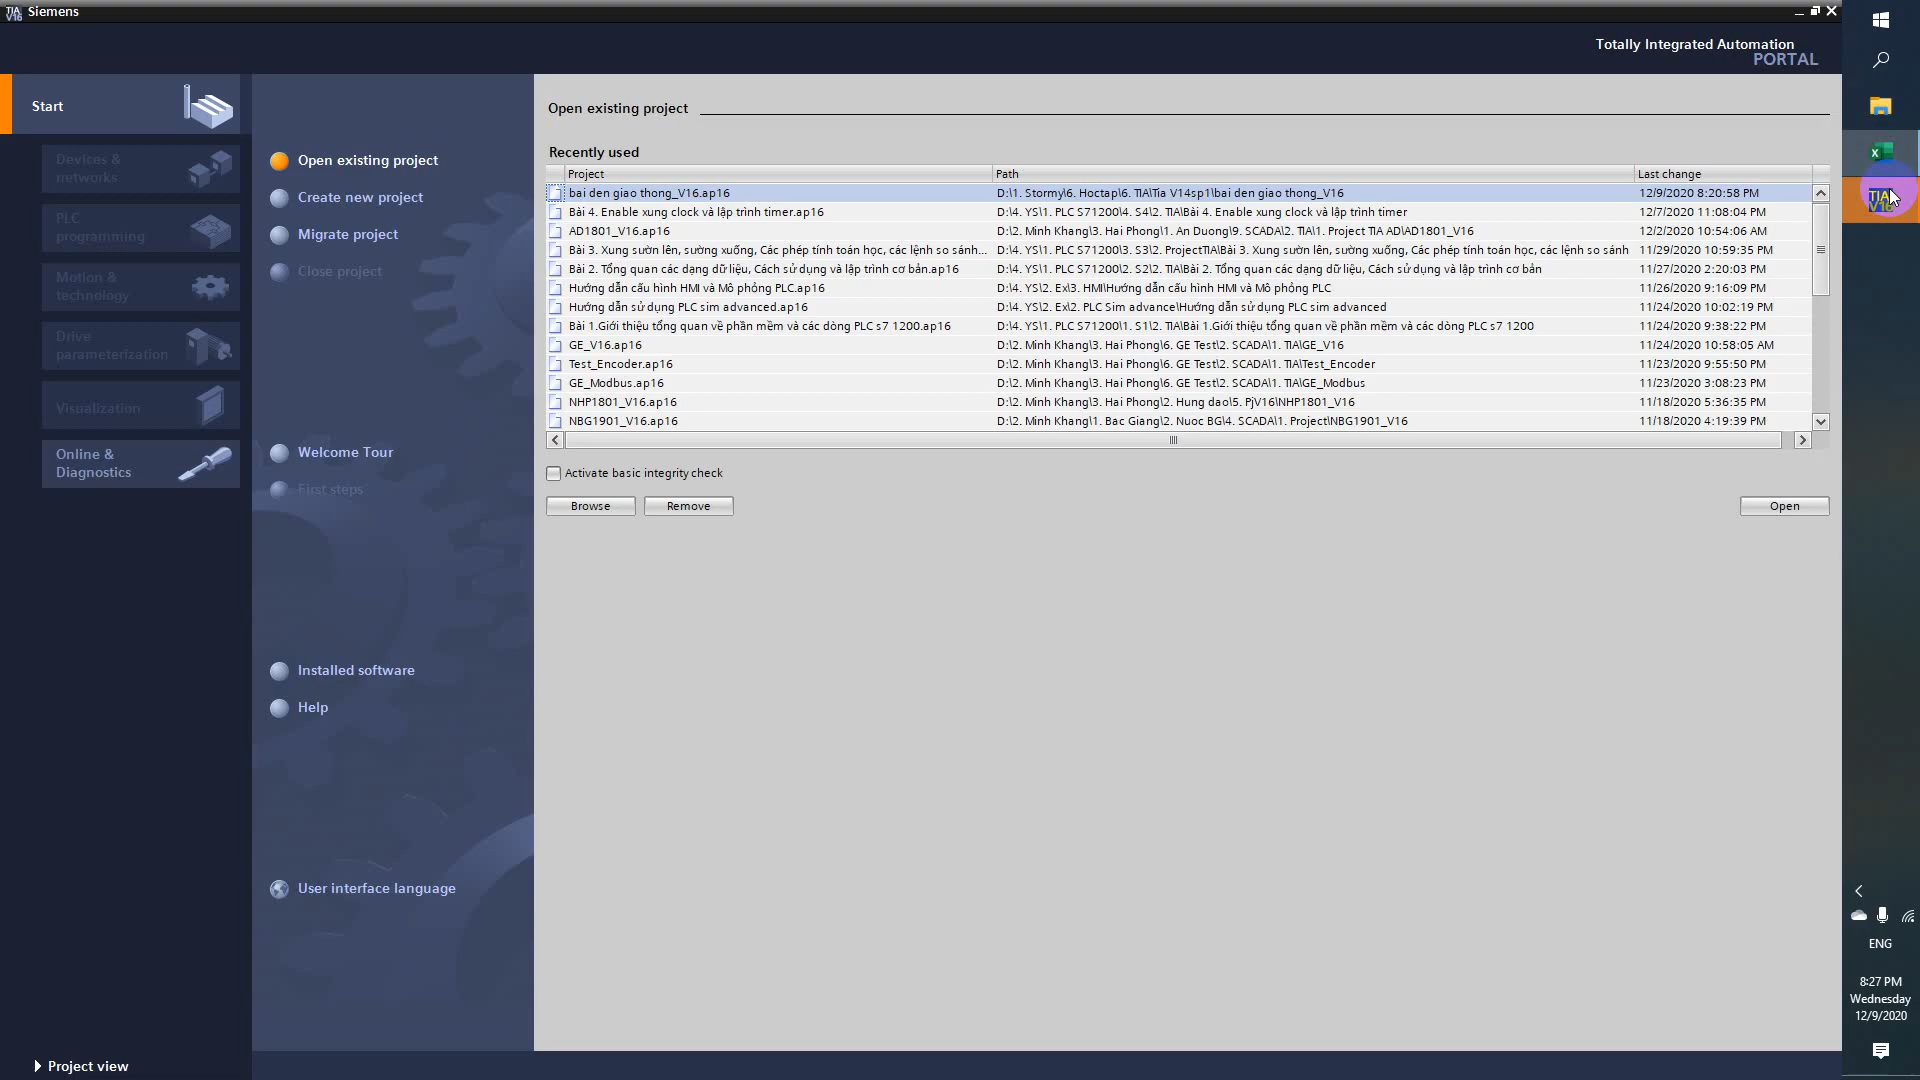 TIA V16 Siemens
Totally Integrated Automation
PORTAL
Start
Devices &
networks
PLC
programming
Motion &
technology
Drive
parameterization
Visualization
Online &
Diagnostics
Open existing project
Create new project
Migrate project
Close project
Welcome Tour
First steps
Installed software
Help
User interface language
Project view
Open existing project
Recently used
Project Path Last change
bai den giao thong_V16.ap16 D:\1. Stormy\6. Hoctap\6. TIA\Tia V14sp1\bai den giao thong_V16 12/9/2020 8:20:58 PM
Bài 4. Enable xung clock và lập trình timer.ap16 D:\4. YS\1. PLC S71200\4. S4\2. TIA\Bài 4. Enable xung clock và lập trình timer 12/7/2020 11:08:04 PM
AD1801_V16.ap16 D:\2. Minh Khang\3. Hai Phong\1. An Duong\9. SCADA\2. TIA\1. Project TIA AD\AD1801_V16 12/2/2020 10:54:06 AM
Bài 3. Xung sườn lên, sường xuống, Các phép tính toán học, các lệnh so sánh... D:\4. YS\1. PLC S71200\3. S3\2. ProjectTIA\Bài 3. Xung sườn lên, sường xuống, Các phép tính toán học, các lệnh so sánh 11/29/2020 10:59:35 PM
Bài 2. Tổng quan các dạng dữ liệu, Cách sử dụng và lập trình cơ bản.ap16 D:\4. YS\1. PLC S71200\2. S2\2. TIA\Bài 2. Tổng quan các dạng dữ liệu, Cách sử dụng và lập trình cơ bản 11/27/2020 2:20:03 PM
Hướng dẫn cấu hình HMI và Mô phỏng PLC.ap16 D:\4. YS\2. Ex\3. HMI\Hướng dẫn cấu hình HMI và Mô phỏng PLC 11/26/2020 9:16:09 PM
Hướng dẫn sử dụng PLC sim advanced.ap16 D:\4. YS\2. Ex\2. PLC Sim advance\Hướng dẫn sử dụng PLC sim advanced 11/24/2020 10:02:19 PM
Bài 1.Giới thiệu tổng quan về phần mềm và các dòng PLC s7 1200.ap16 D:\4. YS\1. PLC S71200\1. S1\2. TIA\Bài 1.Giới thiệu tổng quan về phần mềm và các dòng PLC s7 1200 11/24/2020 9:38:22 PM
GE_V16.ap16 D:\2. Minh Khang\3. Hai Phong\6. GE Test\2. SCADA\1. TIA\GE_V16 11/24/2020 10:58:05 AM
Test_Encoder.ap16 D:\2. Minh Khang\3. Hai Phong\6. GE Test\2. SCADA\1. TIA\Test_Encoder 11/23/2020 9:55:50 PM
GE_Modbus.ap16 D:\2. Minh Khang\3. Hai Phong\6. GE Test\2. SCADA\1. TIA\GE_Modbus 11/23/2020 3:08:23 PM
NHP1801_V16.ap16 D:\2. Minh Khang\3. Hai Phong\2. Hung dao\5. PjV16\NHP1801_V16 11/18/2020 5:36:35 PM
NBG1901_V16.ap16 D:\2. Minh Khang\1. Bac Giang\2. Nuoc BG\4. SCADA\1. Project\NBG1901_V16 11/18/2020 4:19:39 PM
Activate basic integrity check
Browse Remove Open
TIA
V16
ENG
8:27 PM
Wednesday
12/9/2020